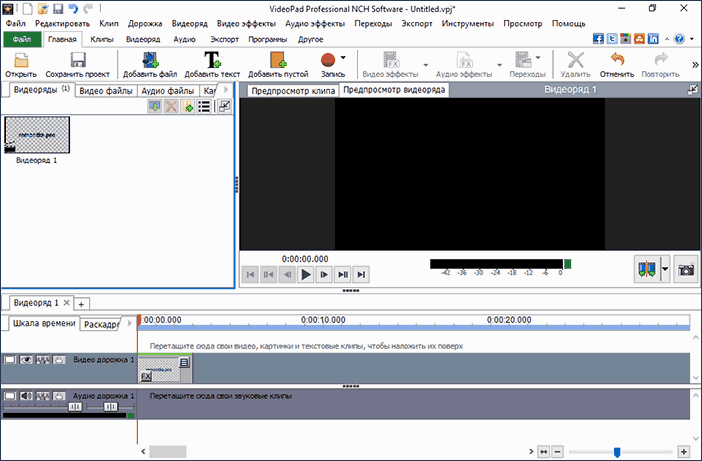 VideoPad Professional NCH Software - Untitled.vpj*
Файл Редактировать Клип Дорожка Видеоряд Видео эффекты Аудио эффекты Переходы Экспорт Инструменты Просмотр Помощь
Файл Главная Клипы Видеоряд Аудио Экспорт Программы Другое
Открыть Сохранить проект Добавить файл Добавить текст Добавить пустой Запись Видео эффекты Аудио эффекты Переходы Удалить Отменить Повторить
Видеоряды (1) Видео файлы Аудио файлы
Предпросмотр клипа Предпросмотр видеоряда Видеоряд 1
Видеоряд 1
0:00:00.000
-42 -36 -30 -24 -18 -12 -6 0
Видеоряд 1
Шкала времени Раскадро
00:00.000 0:00:10.000 0:00:20.000
Перетащите сюда свои видео, картинки и текстовые клипы, чтобы наложить их поверх
Видео дорожка 1
FX
Аудио дорожка 1 Перетащите сюда свои звуковые клипы